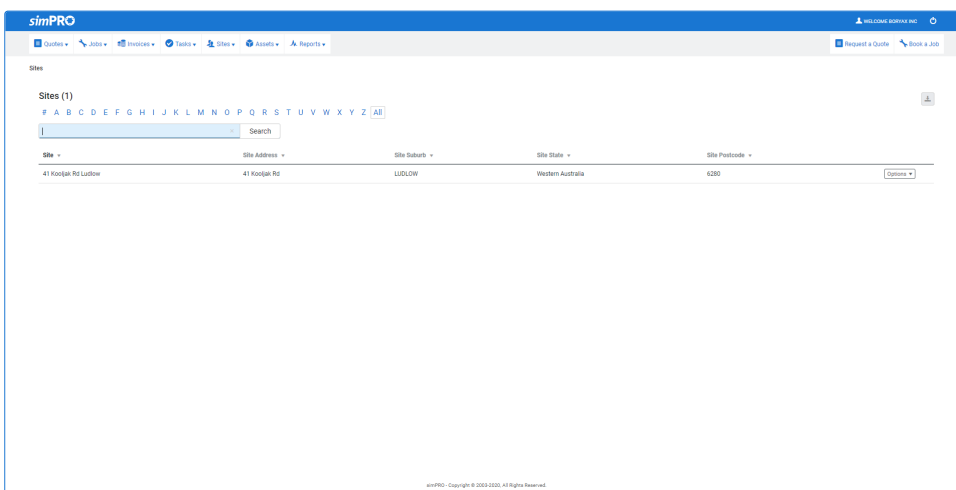 simPRO
WELCOME BORYAX INC
Quotes Jobs Invoices Tasks Sites Assets Reports Request a Quote Book a Job
Sites
Sites (1)
# A B C D E F G H I J K L M N O P Q R S T U V W X Y Z All
Search
Site Site Address Site Suburb Site State Site Postcode
41 Kooljak Rd Ludlow 41 Kooljak Rd LUDLOW Western Australia 6280 Options
simPRO - Copyright © 2003-2020, All Rights Reserved.